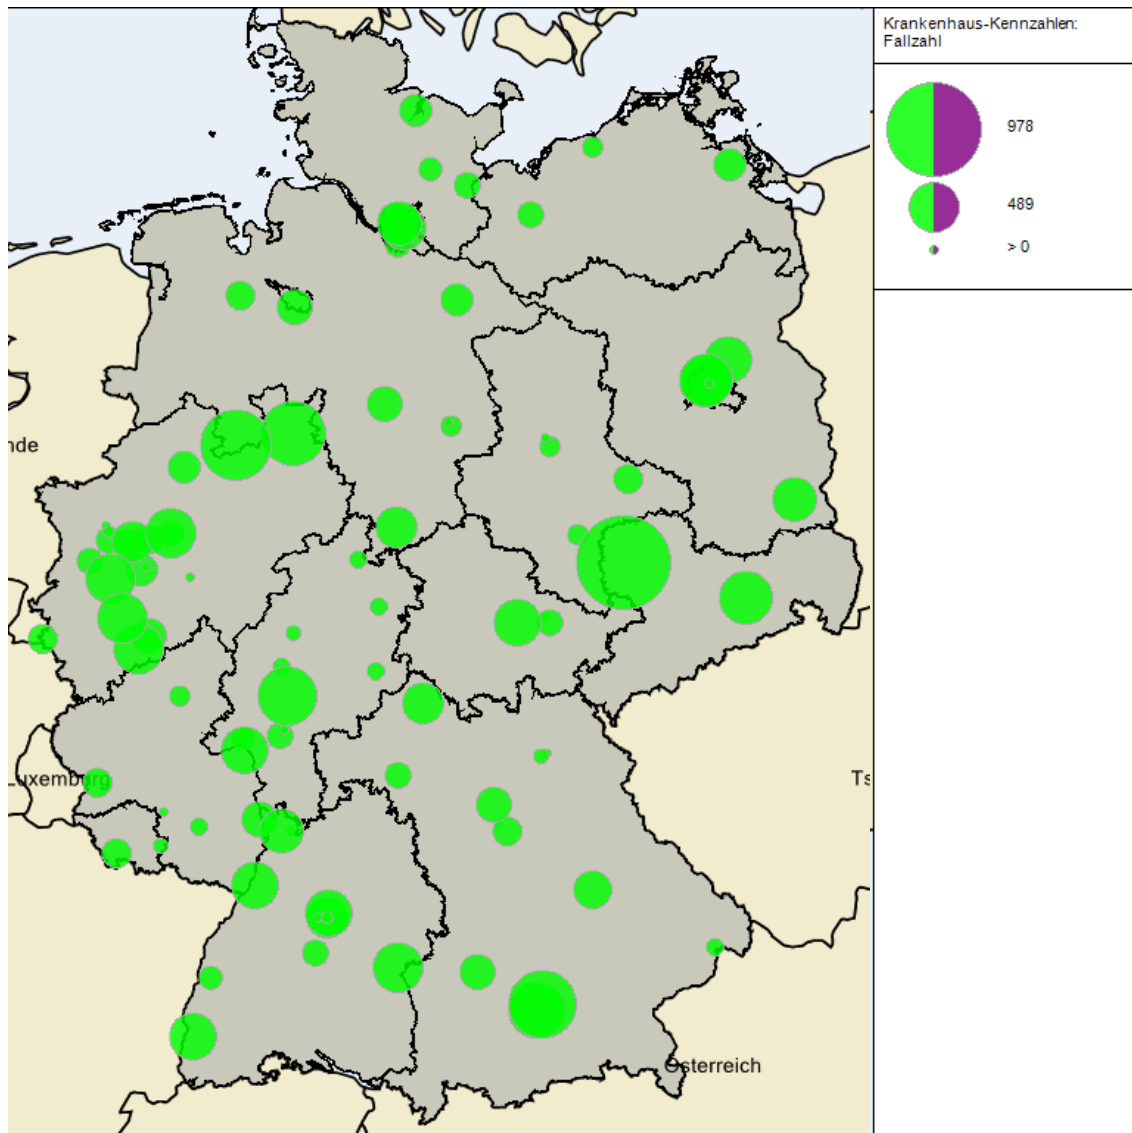 Krankenhaus-Kennzahlen:
Fallzahl
978
489
> 0
nde
Luxemburg
Ts
Österreich